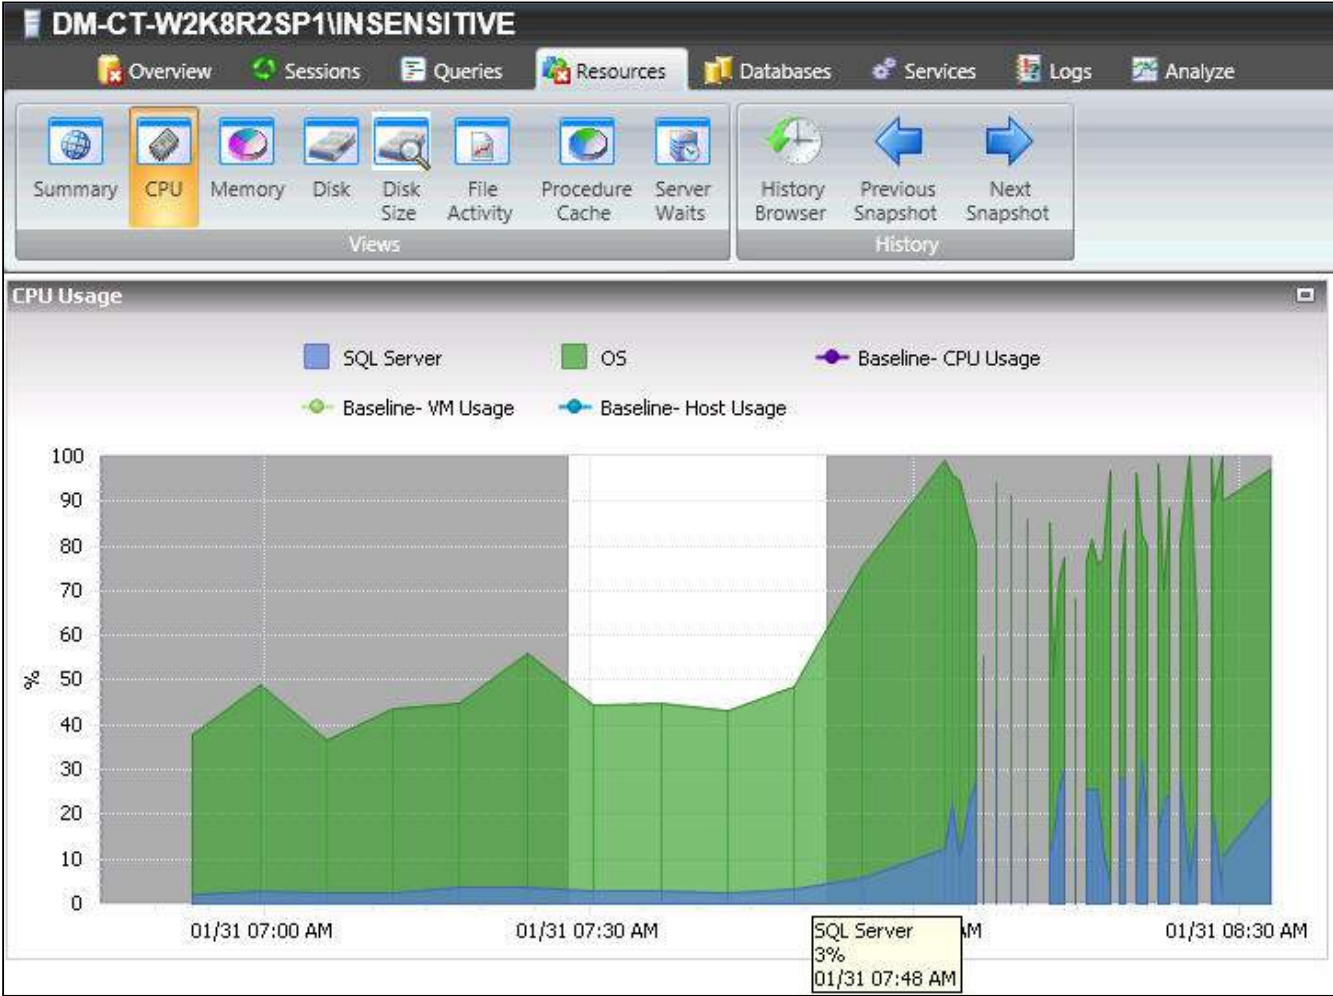 DM-CT-W2K8R2SP1\INSENSITIVE
Overview Sessions Queries Resources Databases Services Logs Analyze
Summary CPU Memory Disk Disk Size File Activity Procedure Cache Server Waits History Browser Previous Snapshot Next Snapshot
Views History
CPU Usage
SQL Server OS Baseline- CPU Usage
Baseline- VM Usage Baseline- Host Usage
100
90
80
70
60
50
40
30
20
10
0
%
01/31 07:00 AM 01/31 07:30 AM AM 01/31 08:30 AM
SQL Server
3%
01/31 07:48 AM